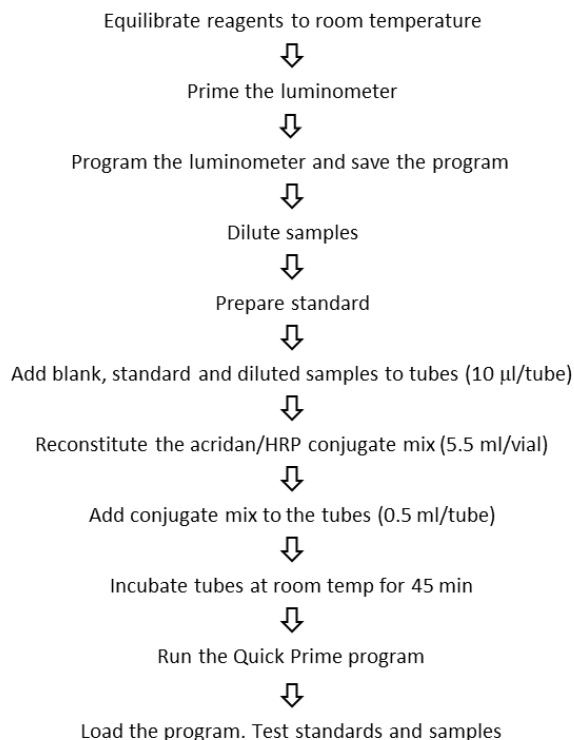 Equilibrate reagents to room temperature
Prime the luminometer
Program the luminometer and save the program
Dilute samples
Prepare standard
Add blank, standard and diluted samples to tubes (10 µl/tube)
Reconstitute the acridan/HRP conjugate mix (5.5 ml/vial)
Add conjugate mix to the tubes (0.5 ml/tube)
Incubate tubes at room temp for 45 min
Run the Quick Prime program
Load the program. Test standards and samples